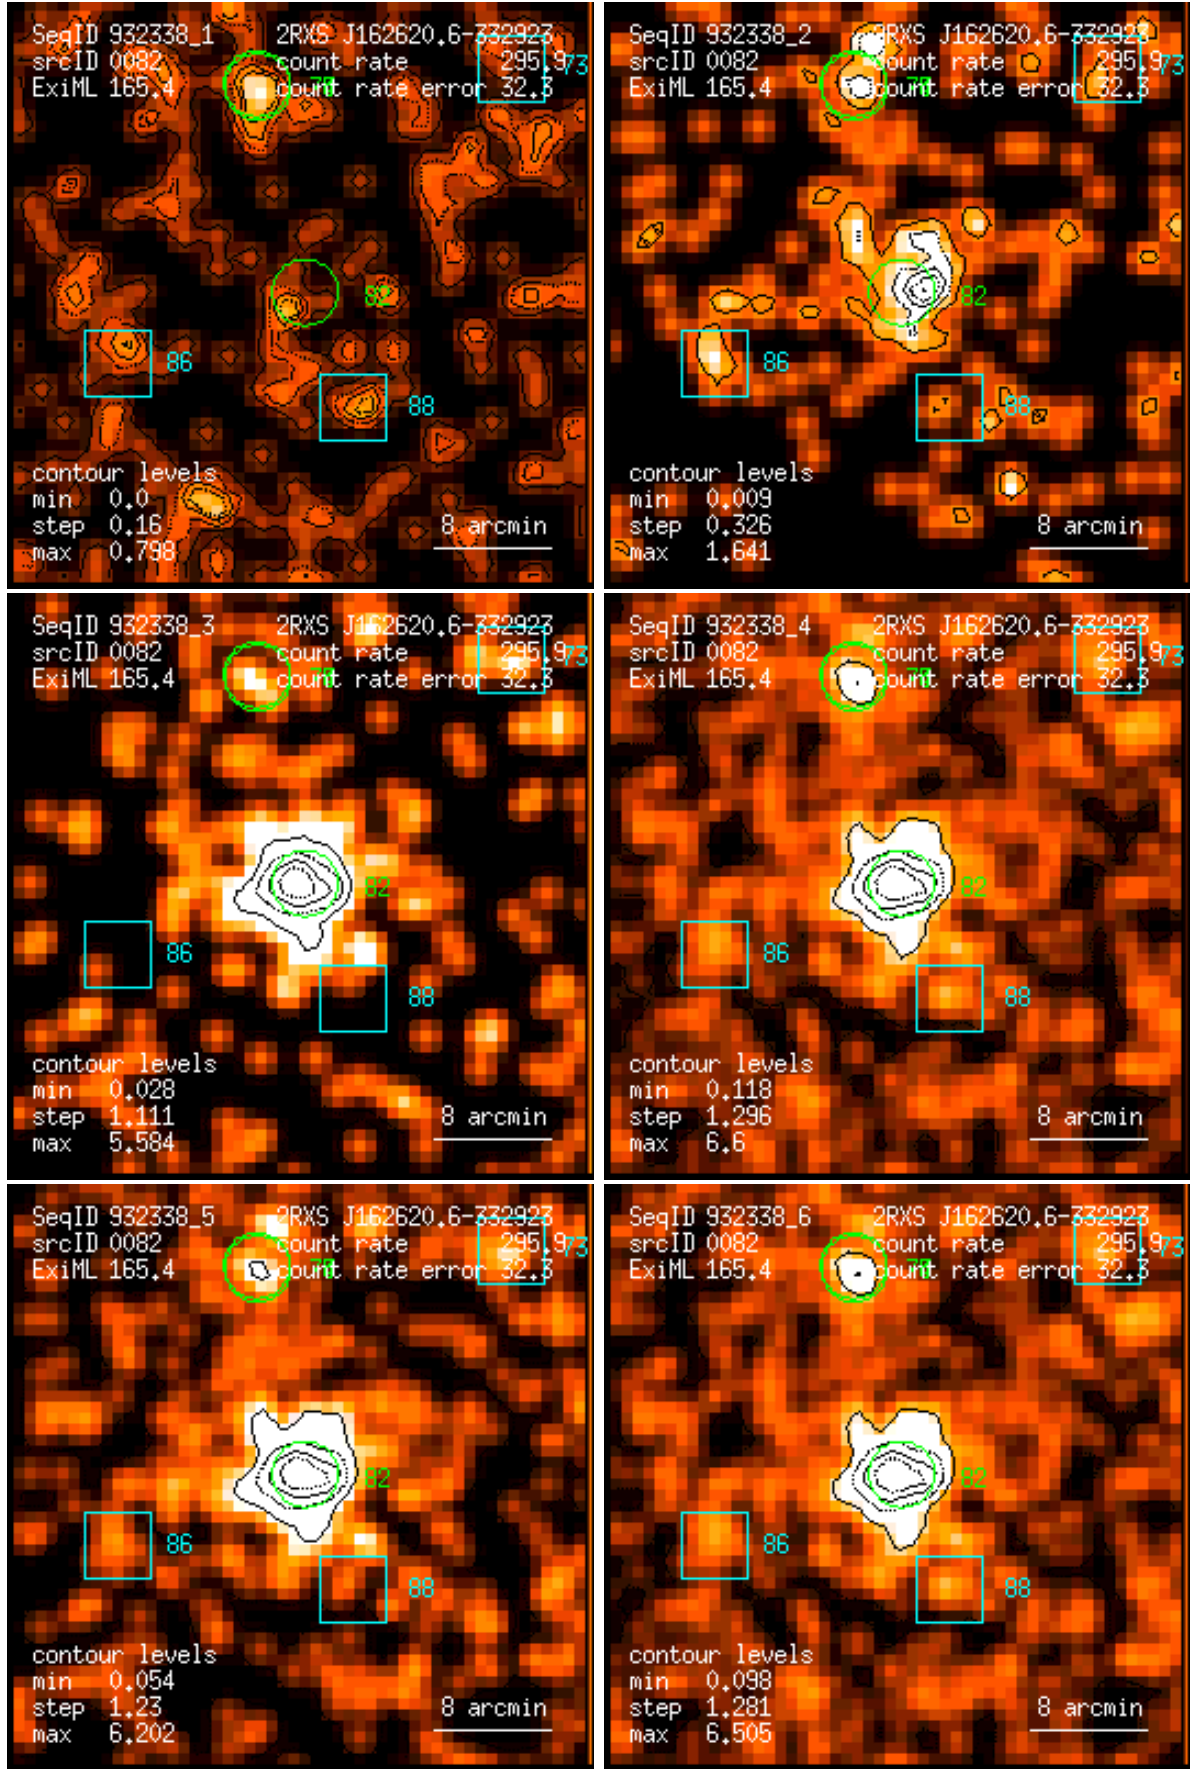 SeqID 932338_1 2RXS J162620.6-332923
srcID 0082 count rate 295.9 73
ExiML 165.4 count rate error 32.3
82
86
88
contour levels
min 0.0
step 0.16 8 arcmin
max 0.798
SeqID 932338_2 2RXS J162620.6-332923
srcID 0082 count rate 295.9 73
ExiML 165.4 count rate error 32.3
82
86
88
contour levels
min 0.009
step 0.326 8 arcmin
max 1.641
SeqID 932338_3 2RXS J162620.6-332923
srcID 0082 count rate 295.9 73
ExiML 165.4 count rate error 32.3
82
86
88
contour levels
min 0.028
step 1.111 8 arcmin
max 5.584
SeqID 932338_4 2RXS J162620.6-332923
srcID 0082 count rate 295.9 73
ExiML 165.4 count rate error 32.3
82
86
88
contour levels
min 0.118
step 1.296 8 arcmin
max 6.6
SeqID 932338_5 2RXS J162620.6-332923
srcID 0082 count rate 295.9 73
ExiML 165.4 count rate error 32.3
82
86
88
contour levels
min 0.054
step 1.23 8 arcmin
max 6.202
SeqID 932338_6 2RXS J162620.6-332923
srcID 0082 count rate 295.9 73
ExiML 165.4 count rate error 32.3
82
86
88
contour levels
min 0.098
step 1.281 8 arcmin
max 6.505